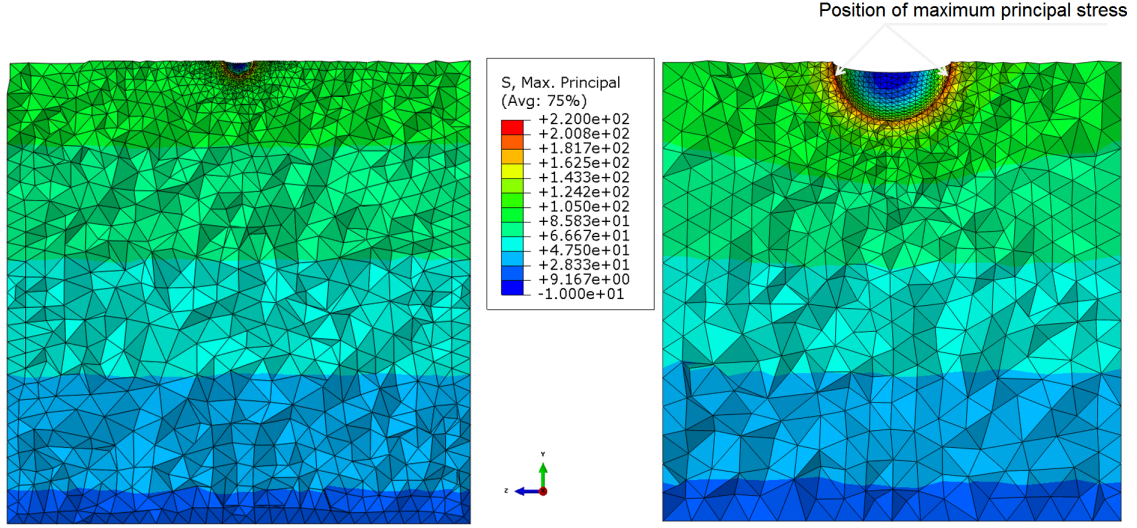 Position of maximum principal stress
S, Max. Principal
(Avg: 75%)
+2.200e+02
+2.008e+02
+1.817e+02
+1.625e+02
+1.433e+02
+1.242e+02
+1.050e+02
+8.583e+01
+6.667e+01
+4.750e+01
+2.833e+01
+9.167e+00
-1.000e+01
Y
Z